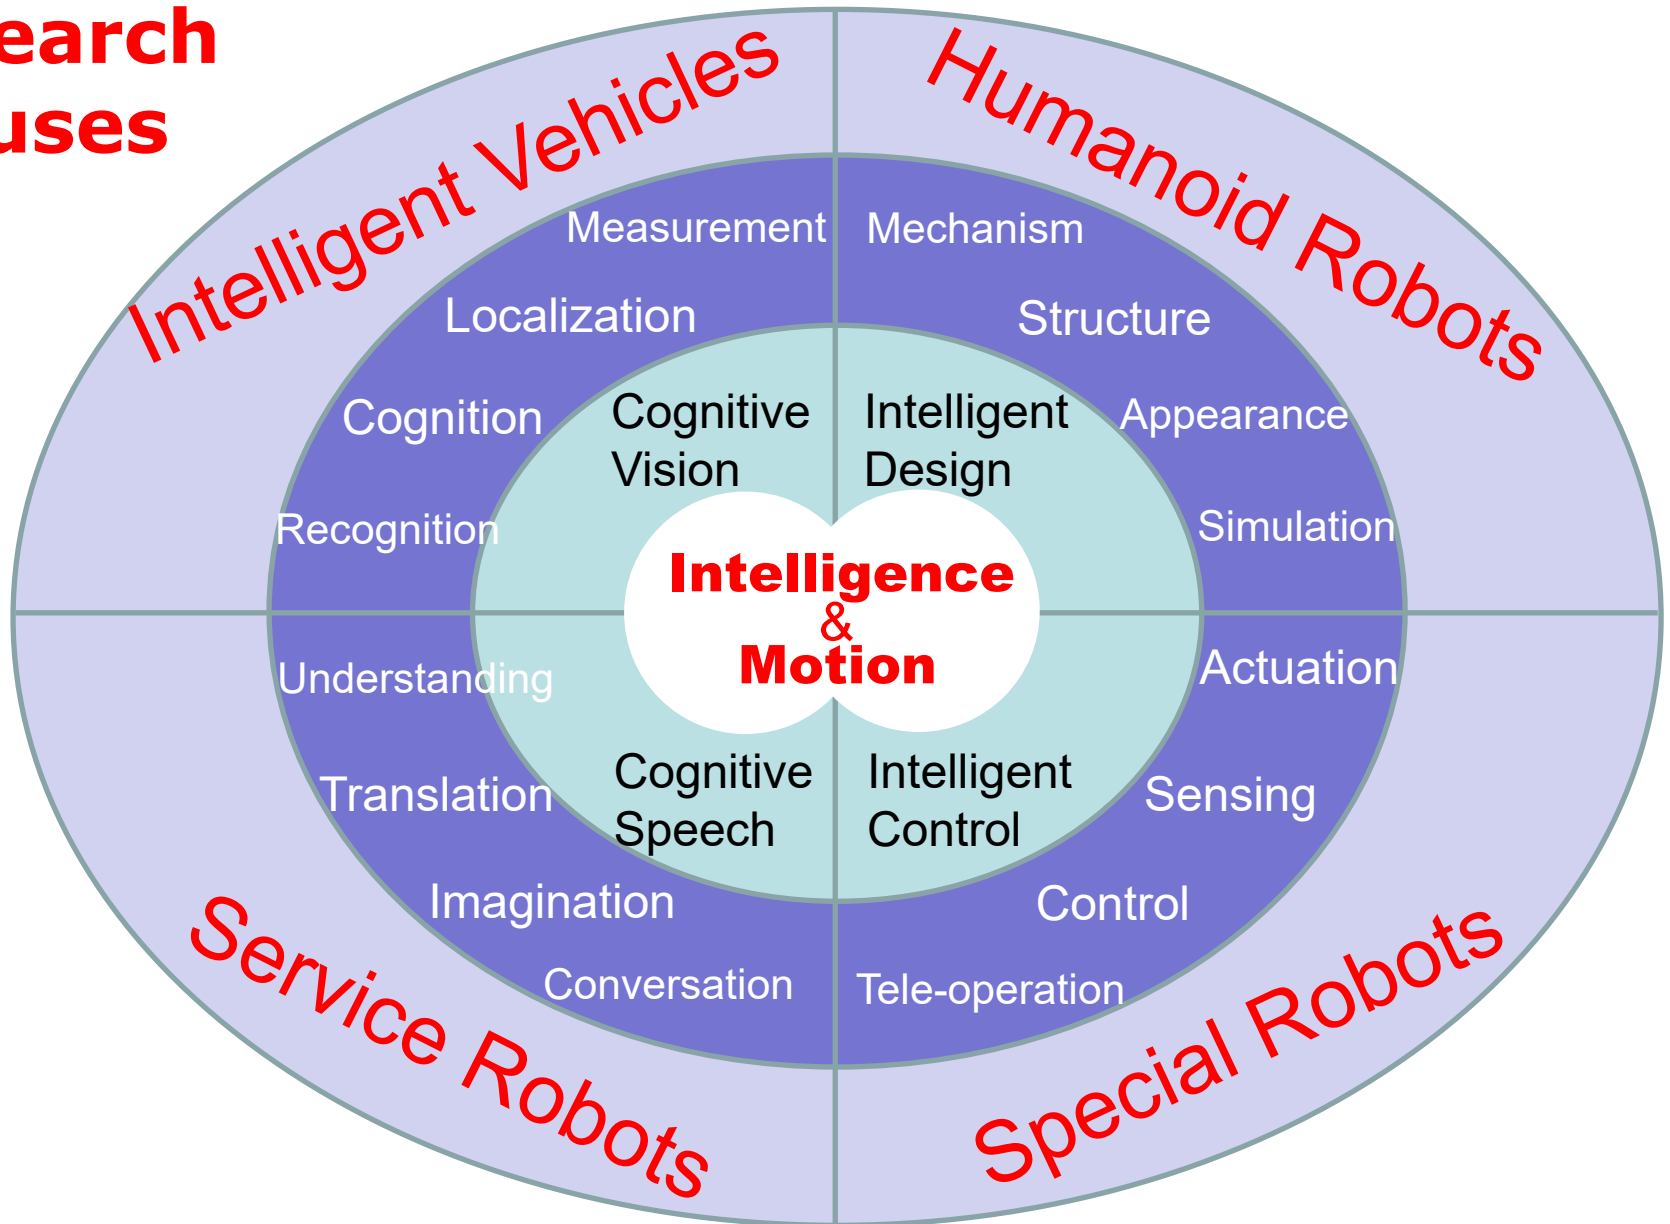 earch
uses
Intelligent Vehicles
Humanoid Robots
Measurement
Mechanism
Localization
Structure
Cognition
Cognitive
Vision
Intelligent
Design
Appearance
Recognition
Simulation
Intelligence
&
Motion
Understanding
Actuation
Translation
Cognitive
Speech
Intelligent
Control
Sensing
Imagination
Control
Conversation
Tele-operation
Service Robots
Special Robots